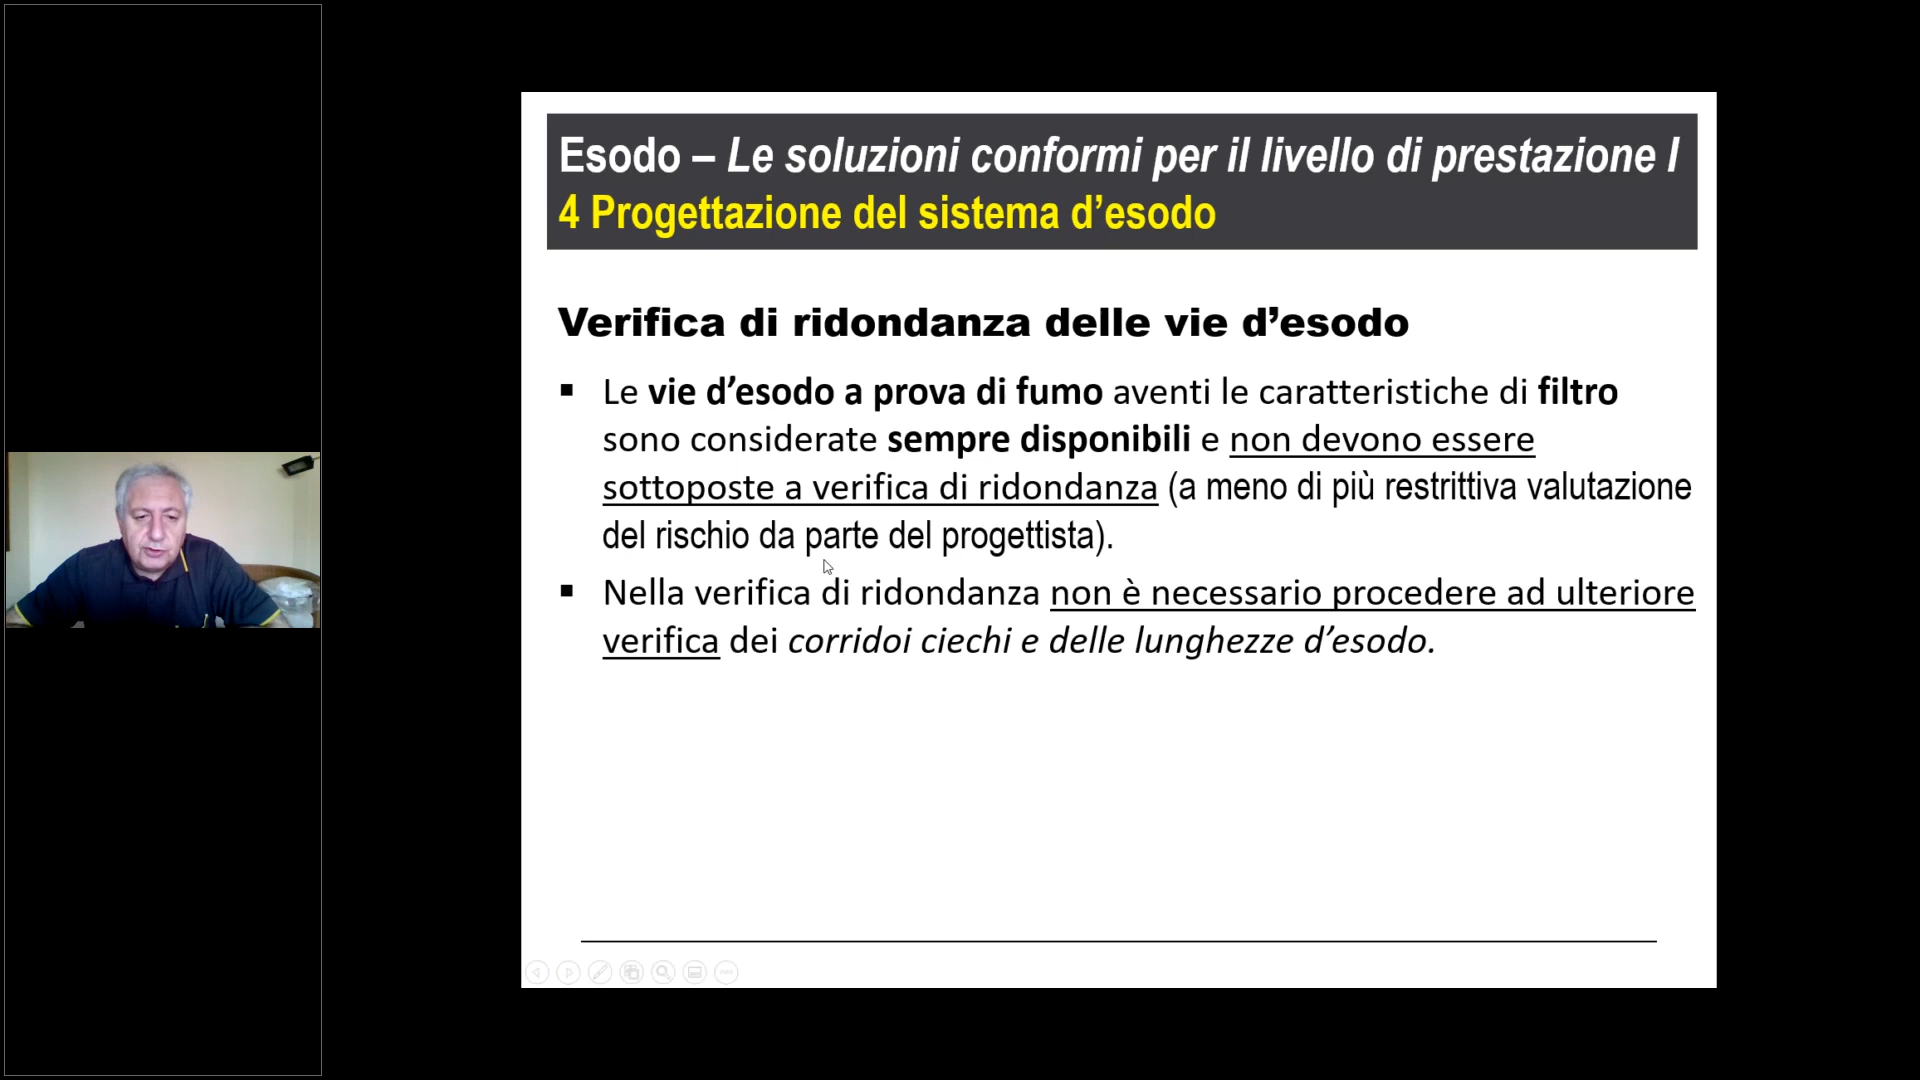 Esodo – Le soluzioni conformi per il livello di prestazione I
4 Progettazione del sistema d’esodo
Verifica di ridondanza delle vie d’esodo
▪ Le vie d’esodo a prova di fumo aventi le caratteristiche di filtro
sono considerate sempre disponibili e non devono essere
sottoposte a verifica di ridondanza (a meno di più restrittiva valutazione
del rischio da parte del progettista).
▪ Nella verifica di ridondanza non è necessario procedere ad ulteriore
verifica dei corridoi ciechi e delle lunghezze d’esodo.